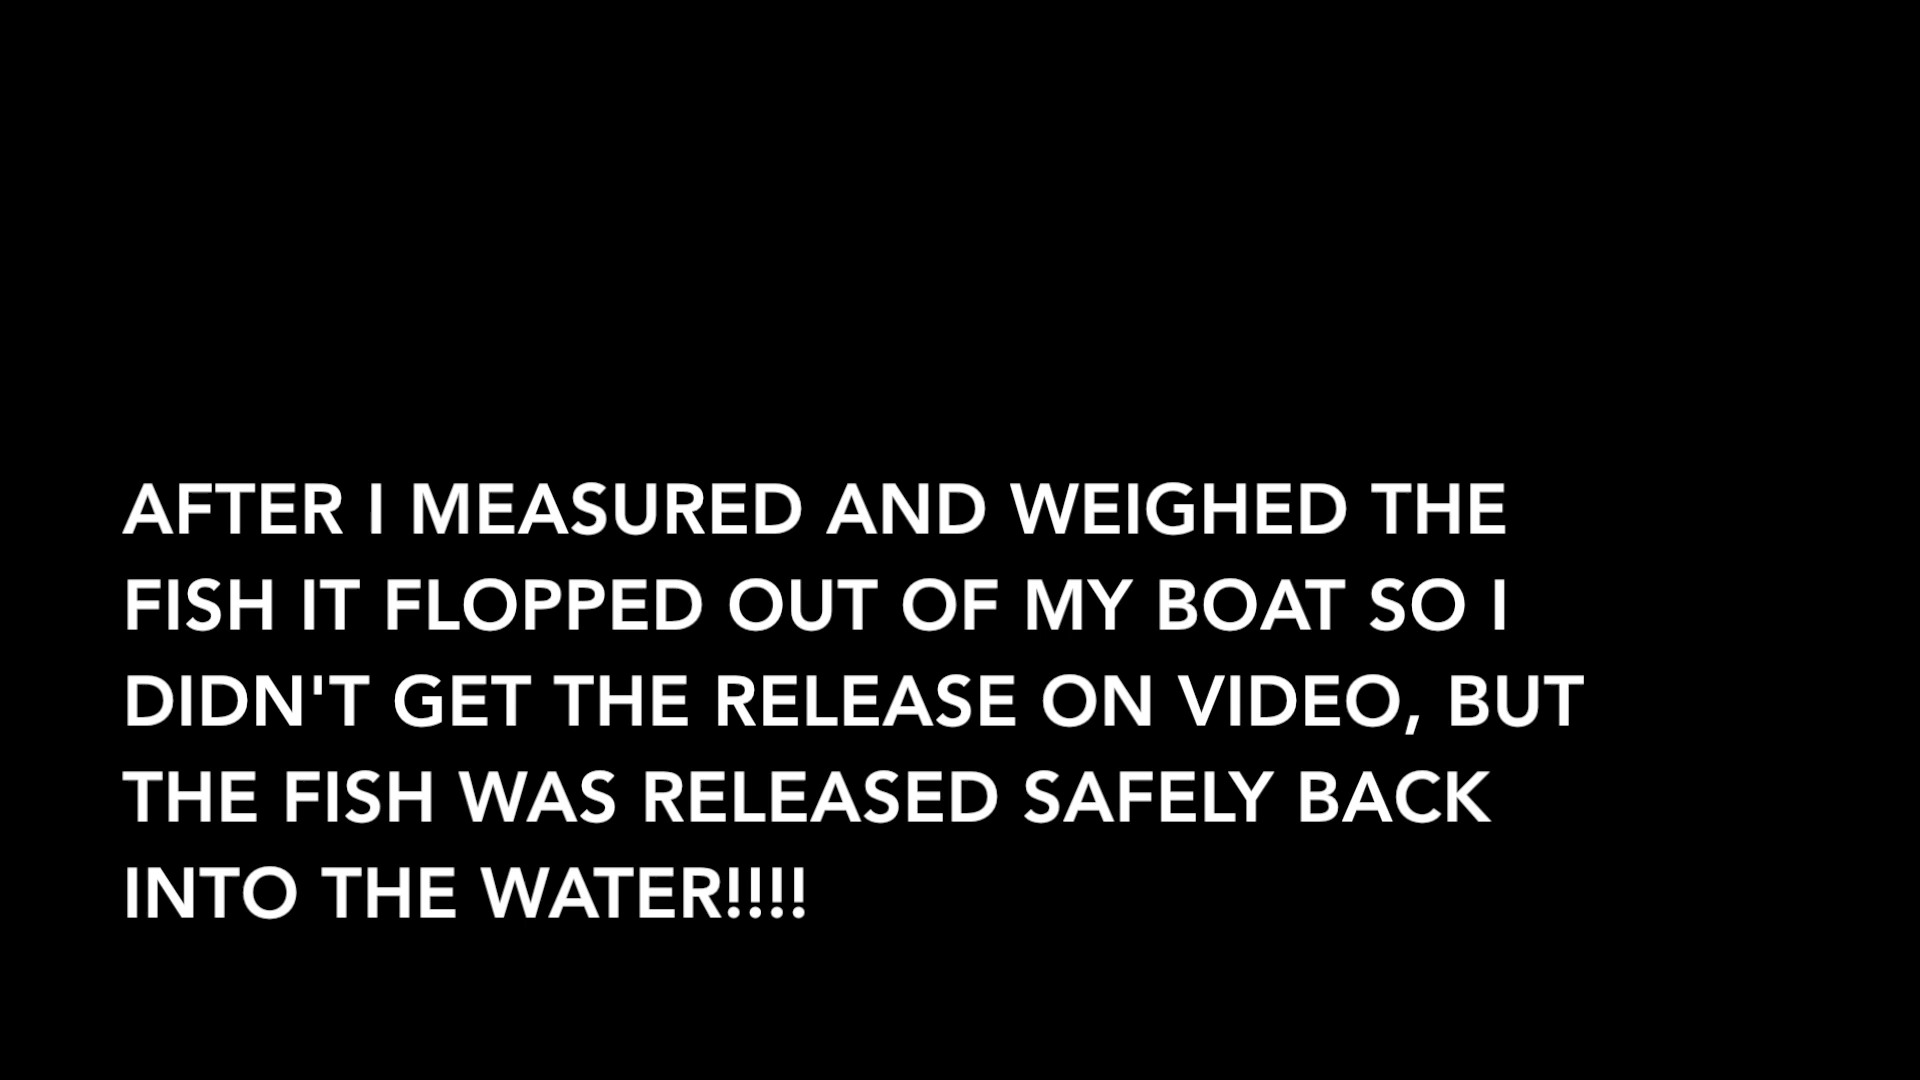 AFTER I MEASURED AND WEIGHED THE
FISH IT FLOPPED OUT OF MY BOAT SO I
DIDN'T GET THE RELEASE ON VIDEO, BUT
THE FISH WAS RELEASED SAFELY BACK
INTO THE WATER!!!!